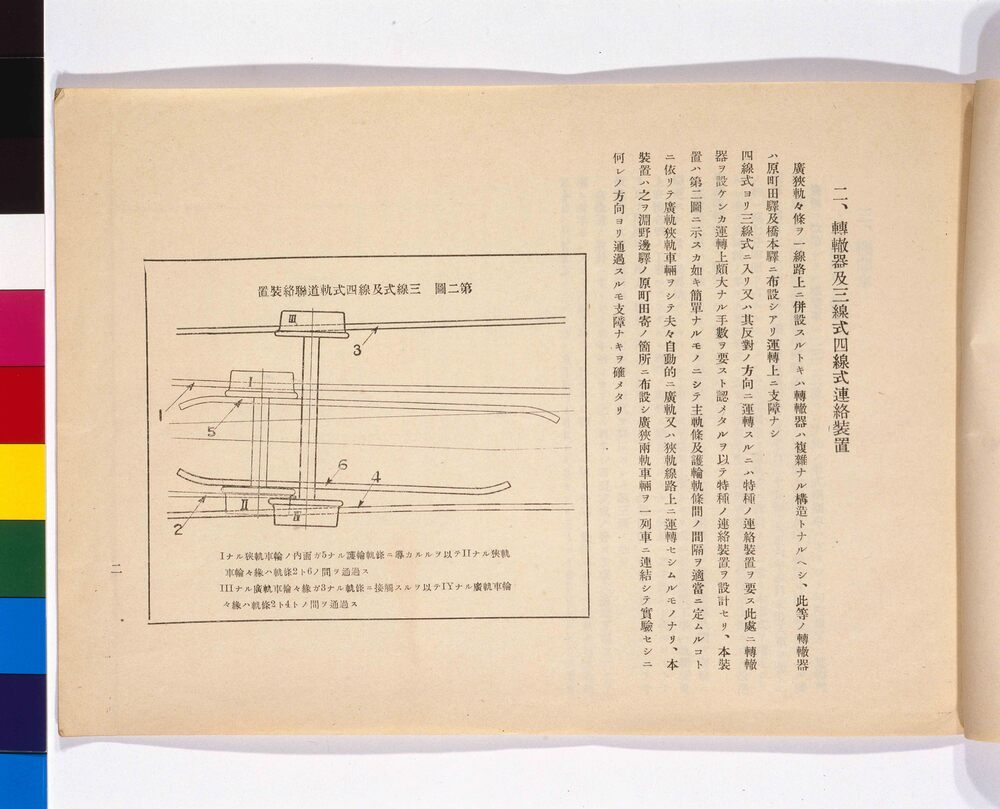 二、轉轍器及三線式四線式連絡裝置
廣狹軌々條ヲ一線路上ニ併設スルトキハ轉轍器ハ複雜ナル構造トナルヘシ、此等ノ轉轍器
ハ原町田驛及橋本驛ニ布設シアリ運轉上ニ支障ナシ
四線式ヨリ三線式ニ入リ又ハ其反對ノ方向ニ運轉スルニハ特種ノ連絡裝置ヲ要ス此處ニ轉轍
器ヲ設ケンカ運轉上頗大ナル手數ヲ要スト認メタルヲ以テ特種ノ連絡裝置ヲ設計セリ、本裝
置ハ第二圖ニ示スカ如キ簡單ナルモノニシテ主軌條及護輪軌條間ノ間隔ヲ適當ニ定ムルコト
ニ依リテ廣軌狹軌車輛ヲシテ夫々自動的ニ廣軌又ハ狹軌線路上ニ運轉セシムルモノナリ、本
裝置ハ之ヲ淵野邊驛ノ原町田寄ノ箇所ニ布設シ廣狹兩軌車輛ヲ一列車ニ連結シテ實驗セシニ
何レノ方向ヨリ通過スルモ支障ナキヲ確メタリ
置裝絡聯道軌式四線及式線三 圖二第
III
3
I
1
5
6
4
II
2
IV
Iナル狹軌車輪ノ内面ガ5ナル護輪軌條ニ導カルルヲ以テIIナル狹軌
車輪々緣ハ軌條2ト6ノ間ヲ通過ス
IIIナル廣軌車輪々緣ガ3ナル軌條ニ接觸スルヲ以テIYナル廣軌車輪
々緣ハ軌條2ト4トノ間ヲ通過ス
二